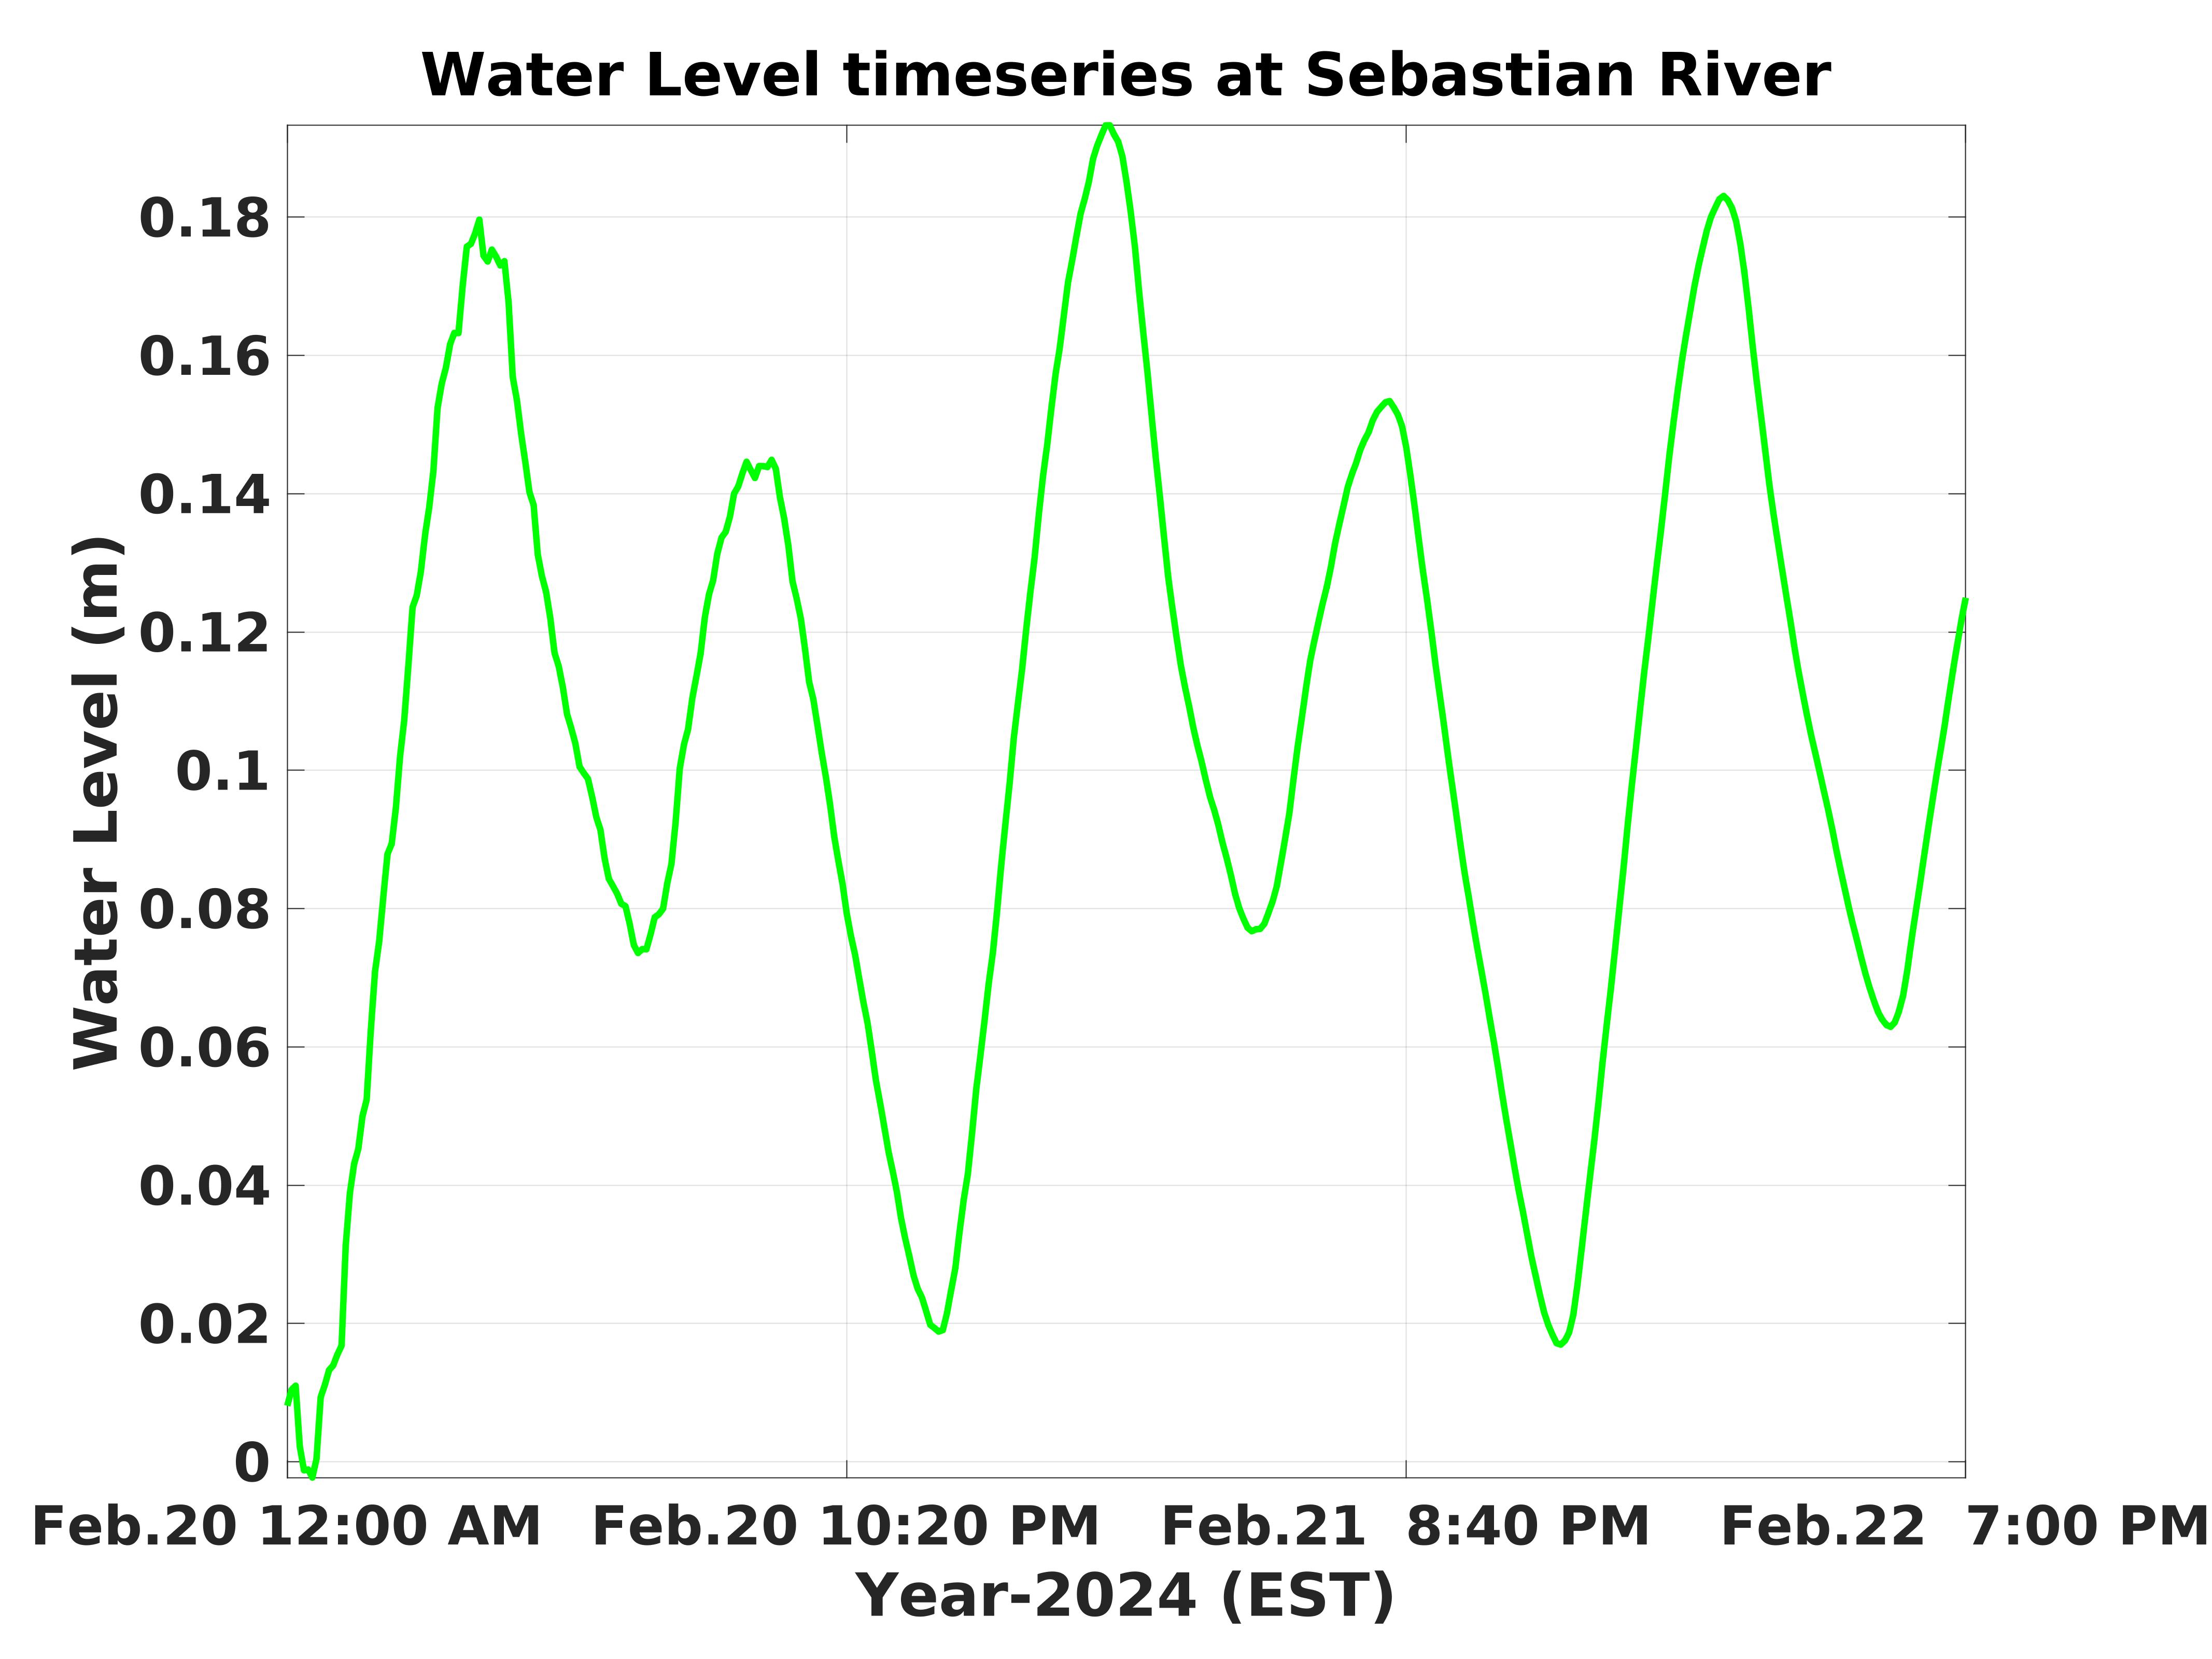 Water Level timeseries at Sebastian River
Water Level (m)
0.18
0.16
0.14
0.12
0.1
0.08
0.06
0.04
0.02
0
Feb.20 12:00 AM Feb.20 10:20 PM Feb.21 8:40 PM Feb.22 7:00 PM
Year-2024 (EST)